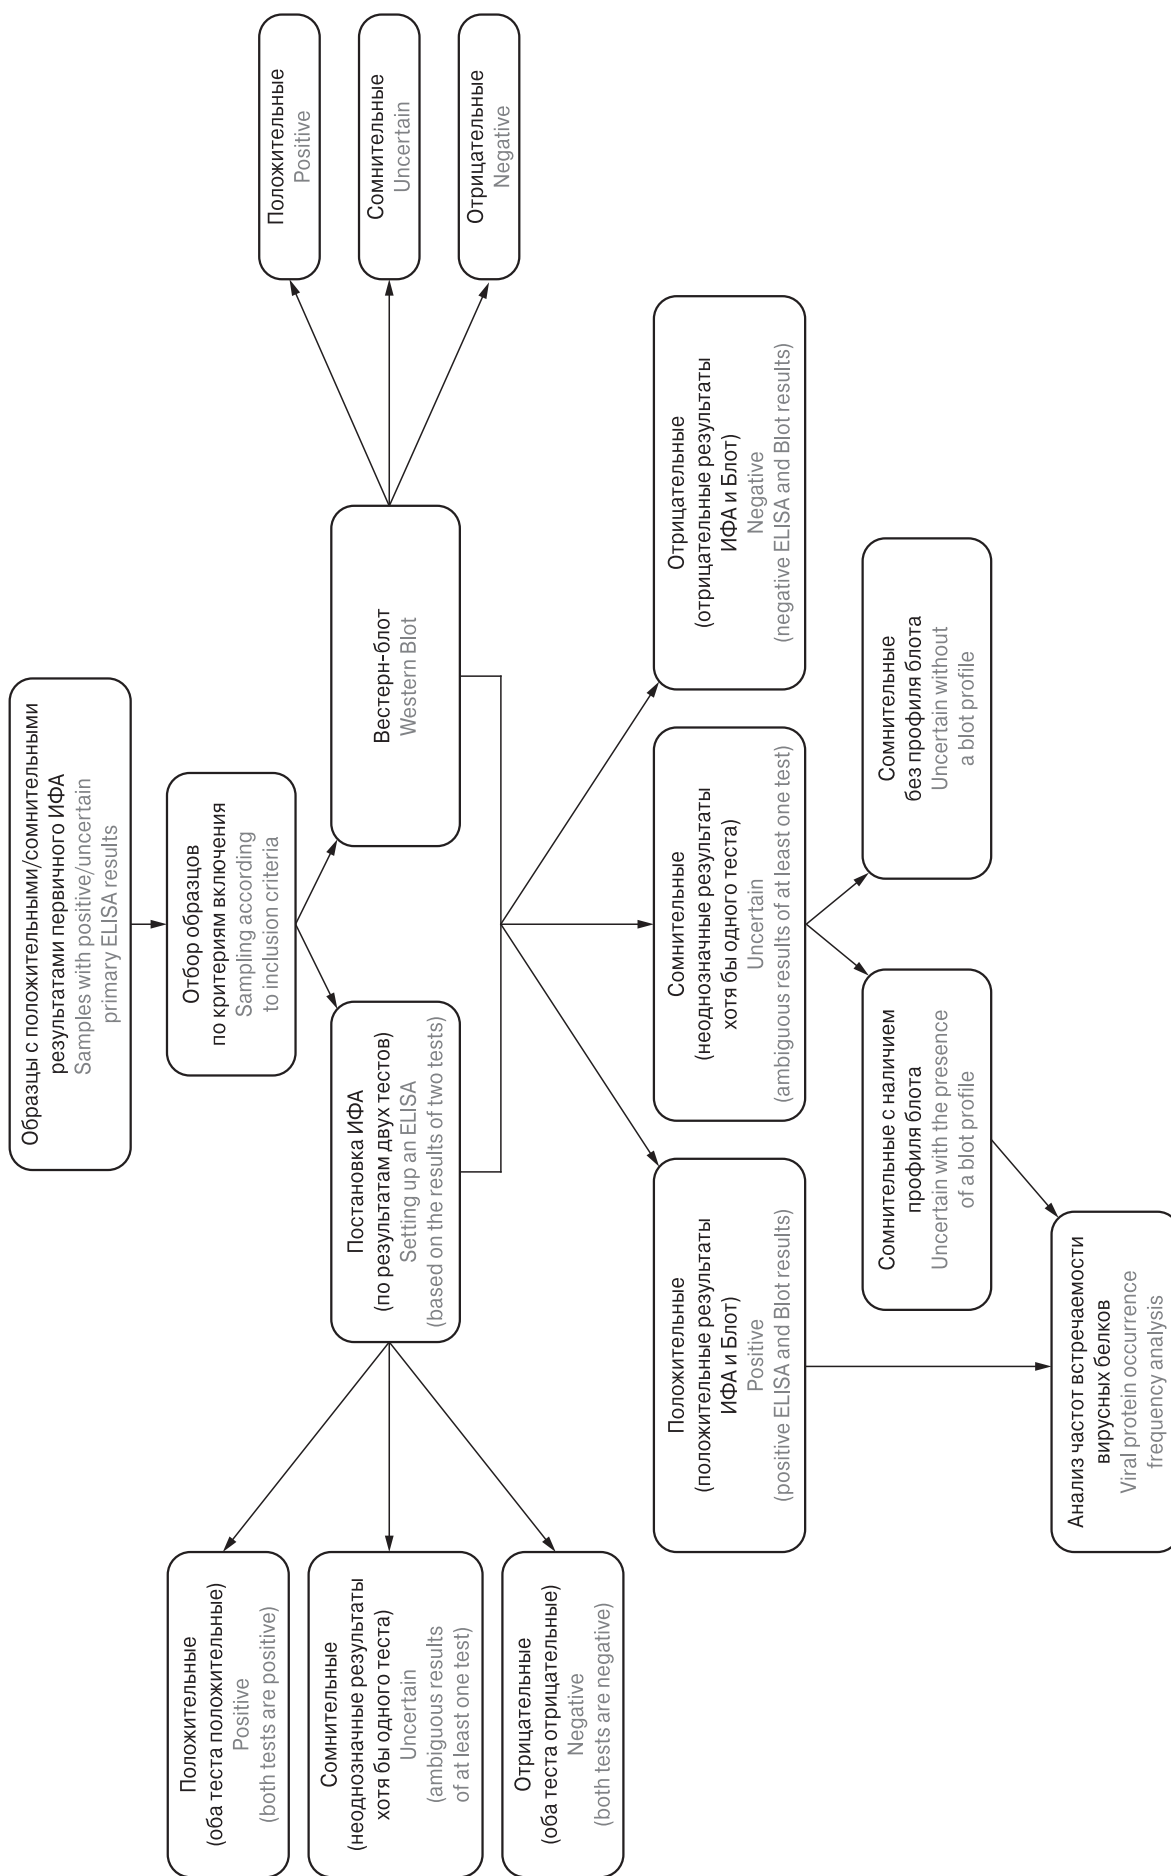 Образцы с положительными/сомнительными
результатами первичного ИФА
Samples with positive/uncertain
primary ELISA results
Отбор образцов
по критериям включения
Sampling according
to inclusion criteria
Постановка ИФА
(по результатам двух тестов)
Setting up an ELISA
(based on the results of two tests)
Вестерн-блот
Western Blot
Положительные
(оба теста положительные)
Positive
(both tests are positive)
Сомнительные
(неоднозначные результаты
хотя бы одного теста)
Uncertain
(ambiguous results
of at least one test)
Отрицательные
(оба теста отрицательные)
Negative
(both tests are negative)
Положительные
Positive
Сомнительные
Uncertain
Отрицательные
Negative
Положительные
(положительные результаты
ИФА и Блот)
Positive
(positive ELISA and Blot results)
Сомнительные
(неоднозначные результаты
хотя бы одного теста)
Uncertain
(ambiguous results of at least one test)
Отрицательные
(отрицательные результаты
ИФА и Блот)
Negative
(negative ELISA and Blot results)
Сомнительные с наличием
профиля блота
Uncertain with the presence
of a blot profile
Сомнительные
без профиля блота
Uncertain without
a blot profile
Анализ частот встречаемости
вирусных белков
Viral protein occurrence
frequency analysis